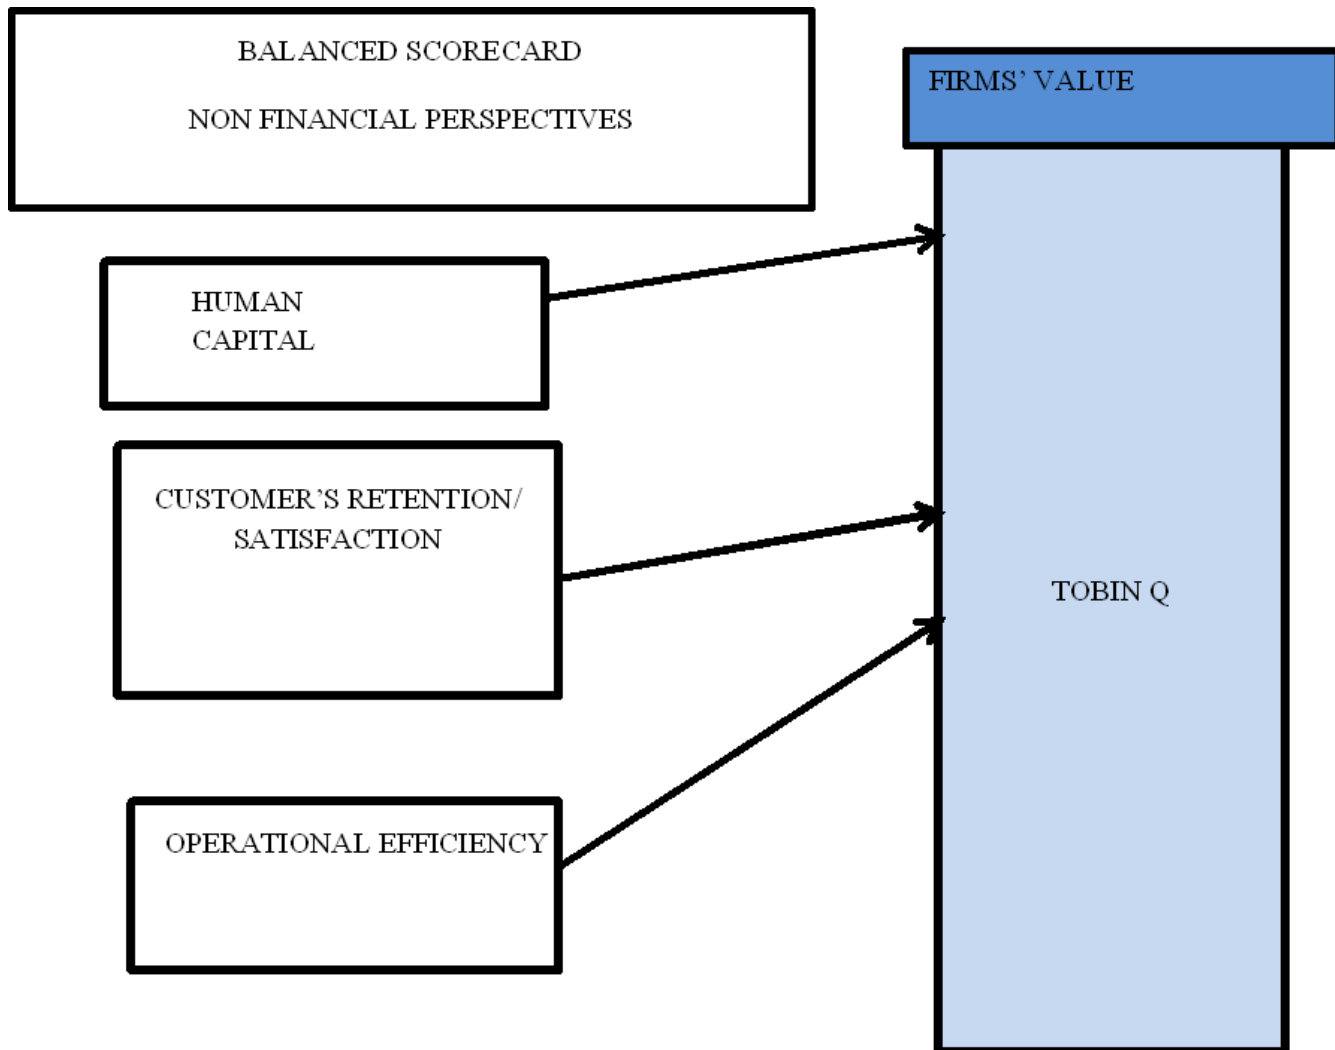 BALANCED SCORECARD
NON FINANCIAL PERSPECTIVES
FIRMS’ VALUE
HUMAN
CAPITAL
CUSTOMER’S RETENTION/
SATISFACTION
TOBIN Q
OPERATIONAL EFFICIENCY